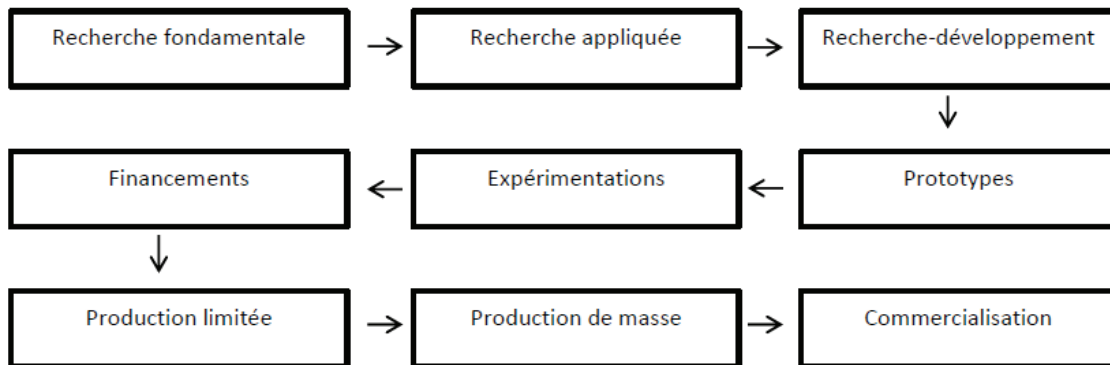 Recherche fondamentale
Recherche appliquée
Recherche-développement
Financements
Expérimentations
Prototypes
Production limitée
Production de masse
Commercialisation